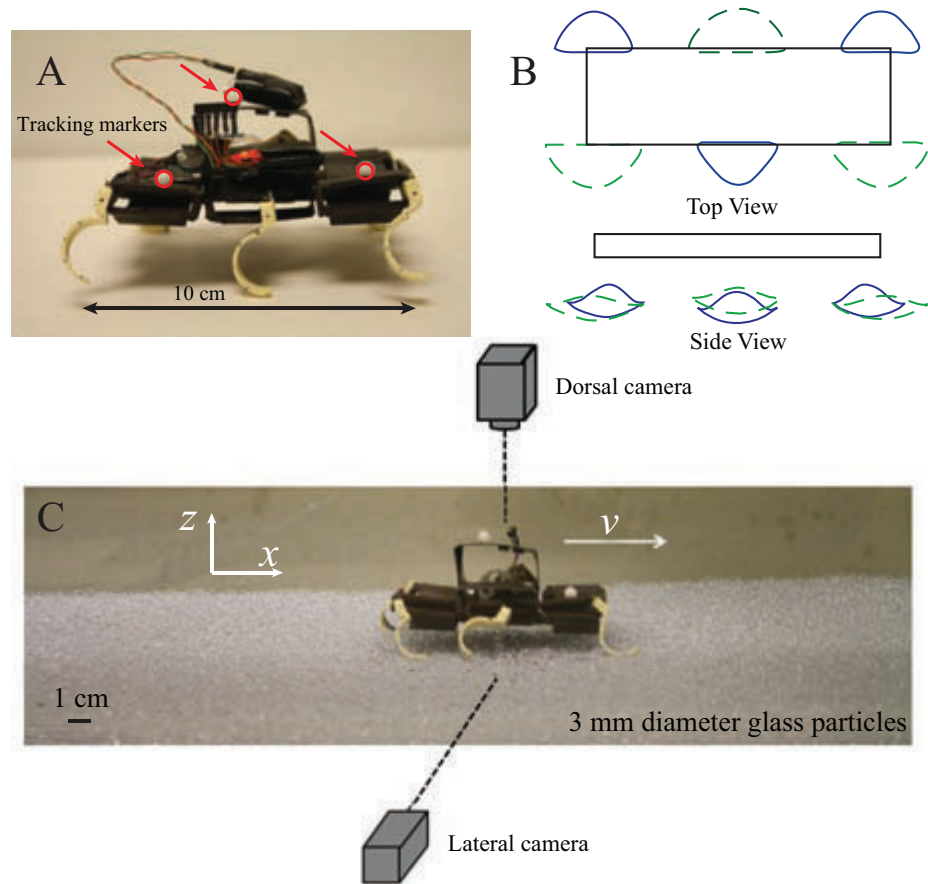 A
Tracking markers
10 cm
B
Top View
Side View
Dorsal camera
C
z
x
v
1 cm
3 mm diameter glass particles
Lateral camera